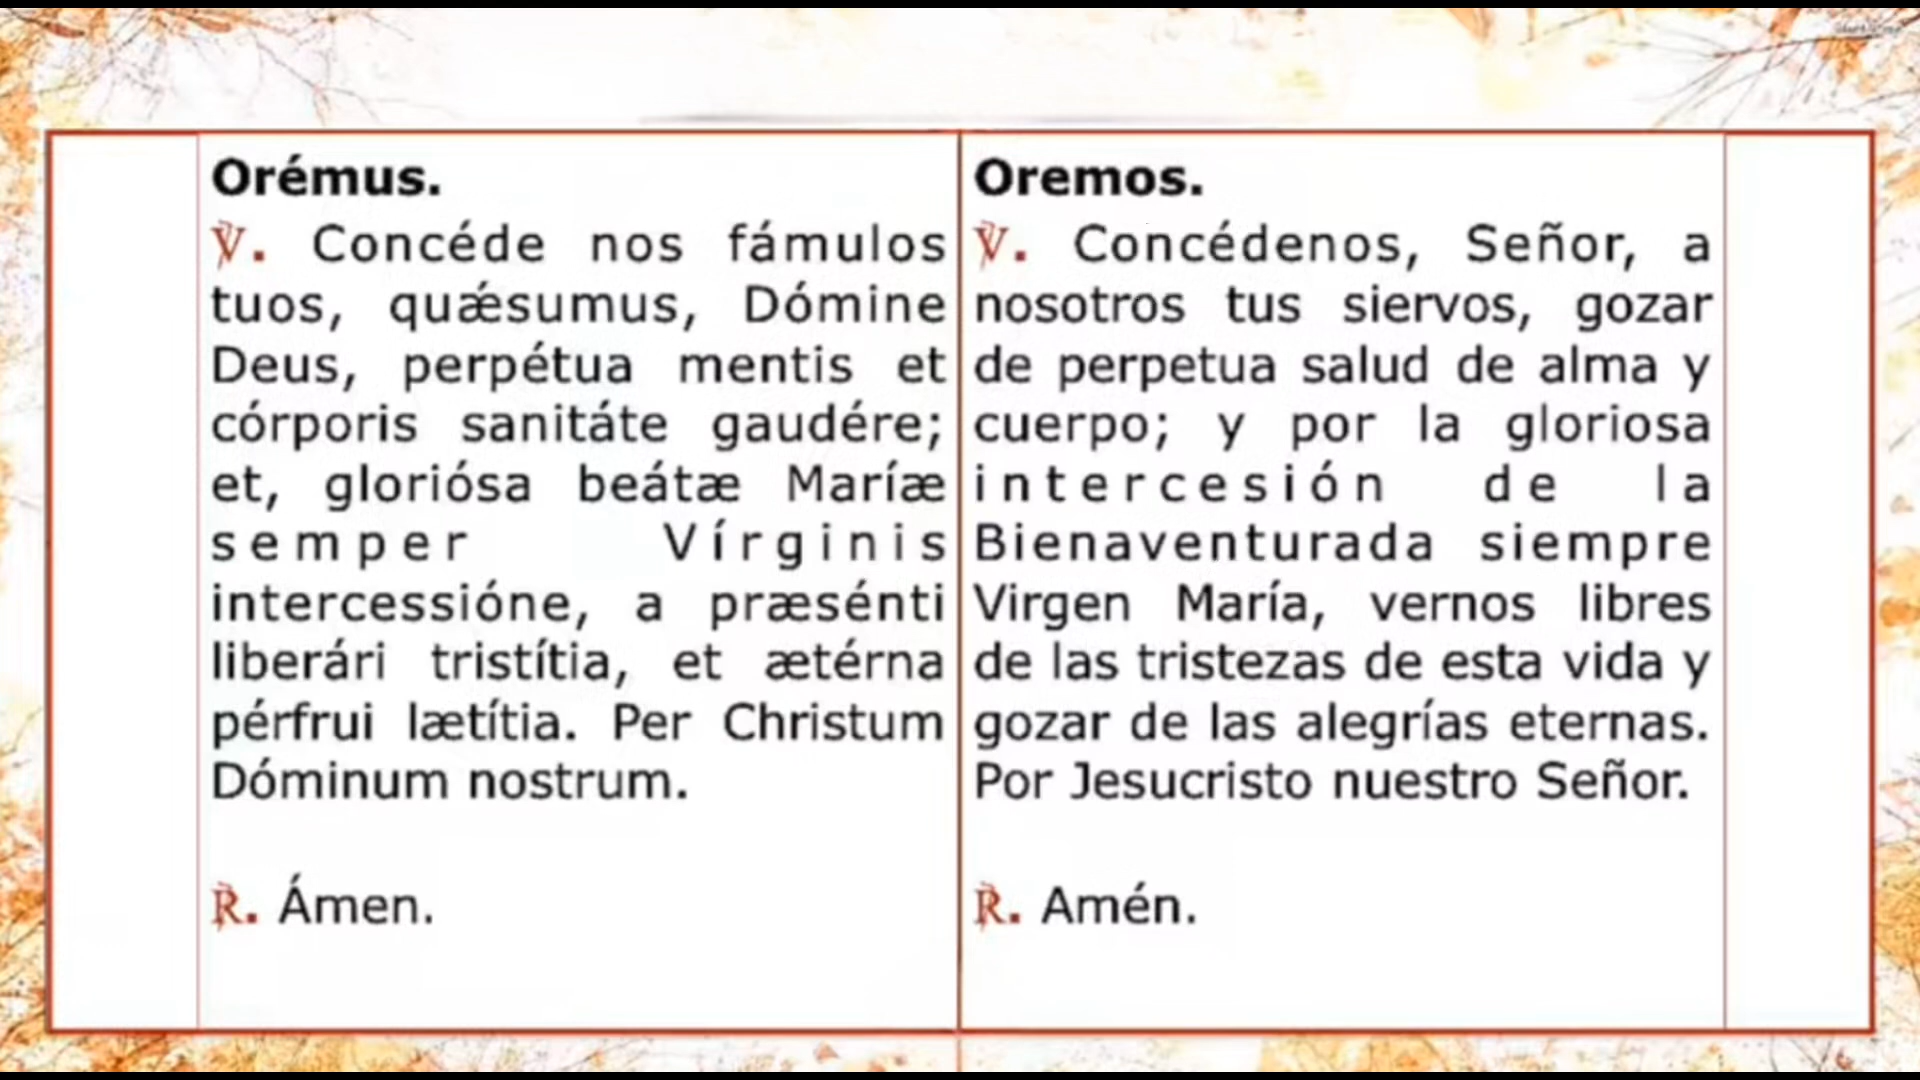 Orémus.
℣. Concéde nos fámulos
tuos, quǽsumus, Dómine
Deus, perpétua mentis et
córporis sanitáte gaudére;
et, gloriósa beátæ Maríæ
semper Vírginis
intercessióne, a præsénti
liberári tristítia, et ætérna
pérfrui lætítia. Per Christum
Dóminum nostrum.
℟. Ámen.
Oremos.
℣. Concédenos, Señor, a
nosotros tus siervos, gozar
de perpetua salud de alma y
cuerpo; y por la gloriosa
intercesión de la
Bienaventurada siempre
Virgen María, vernos libres
de las tristezas de esta vida y
gozar de las alegrías eternas.
Por Jesucristo nuestro Señor.
℟. Amén.